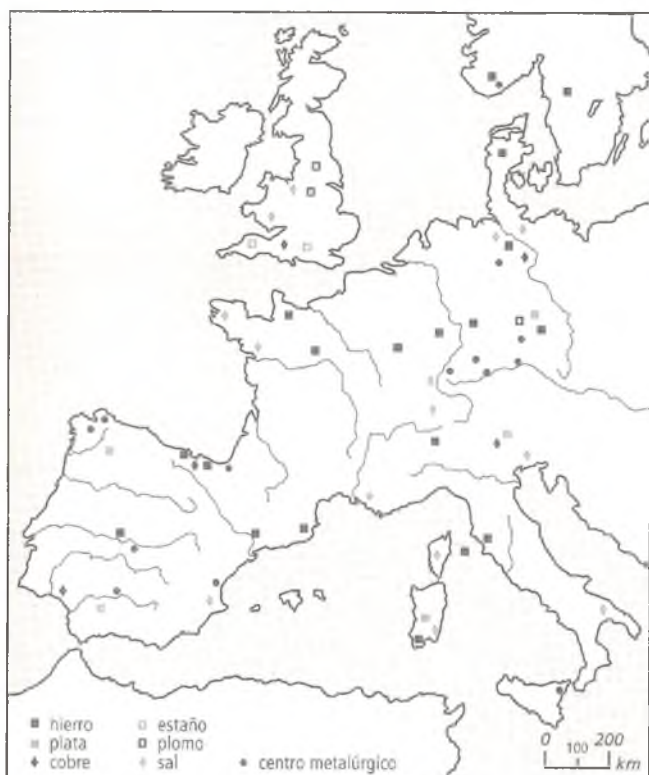 hierro estaño
plata plomo
cobre sal centro metalúrgico
0 100 200
km